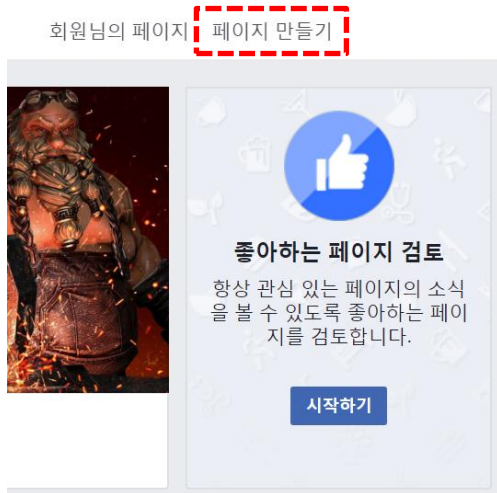 회원님의 페이지 페이지 만들기
좋아하는 페이지 검토
항상 관심 있는 페이지의 소식
을 볼 수 있도록 좋아하는 페이
지를 검토합니다.
시작하기